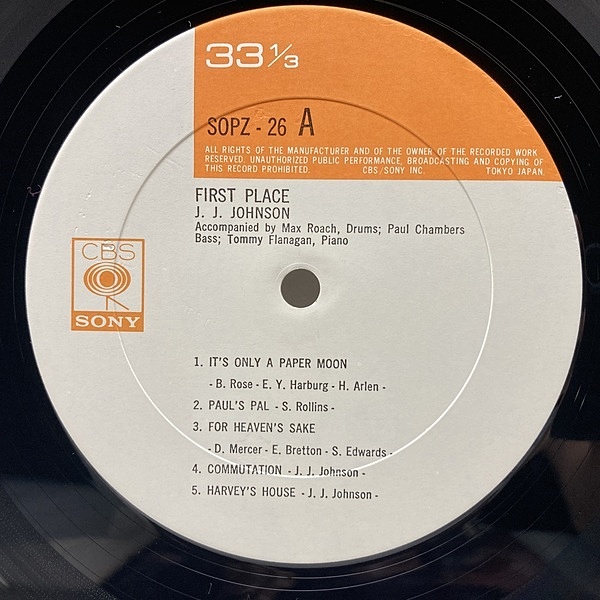 33 1/3
SOPZ - 26 A
ALL RIGHTS OF THE MANUFACTURER AND OF THE OWNER OF THE RECORDED WORK
RESERVED. UNAUTHORIZED PUBLIC PERFORMANCE, BROADCASTING AND COPYING OF
THIS RECORD PROHIBITED. CBS/SONY INC. TOKYO JAPAN.
FIRST PLACE
J. J. JOHNSON
Accompanied by Max Roach, Drums; Paul Chambers
Bass; Tommy Flanagan, Piano
CBS
SONY
1. IT'S ONLY A PAPER MOON
- B. Rose - E. Y. Harburg - H. Arlen -
2. PAUL'S PAL - S. Rollins -
3. FOR HEAVEN'S SAKE
- D. Mercer - E. Bretton - S. Edwards -
4. COMMUTATION - J. J. Johnson -
5. HARVEY'S HOUSE - J. J. Johnson -